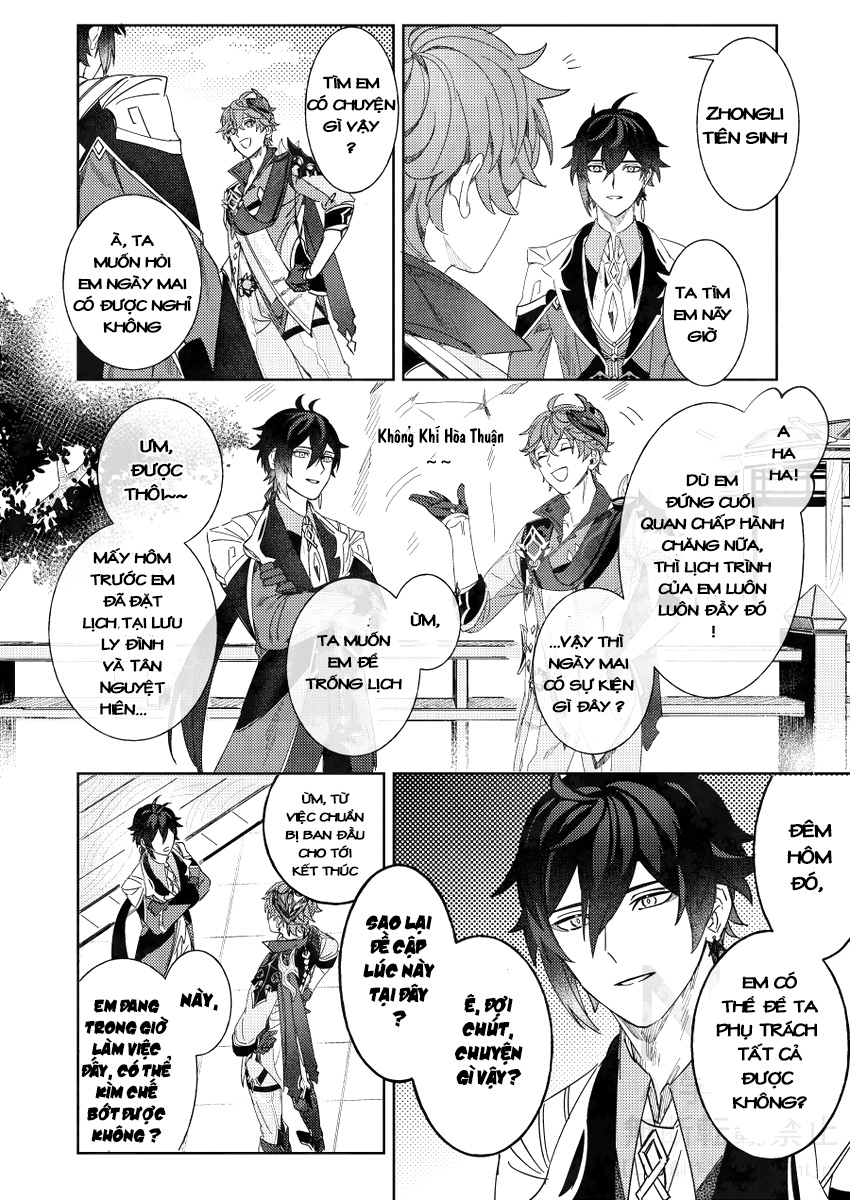 ZHONGLI
TIÊN SINH
TA TÌM
EM NÃY
GIỜ
TÌM EM
CÓ CHUYỆN
GÌ VẬY
?
À, TA
MUỐN HỎI
EM NGÀY MAI
CÓ ĐƯỢC NGHỈ
KHÔNG
A
HA
HA!
DÙ EM
ĐỨNG CUỐI
QUAN CHẤP HÀNH
CHĂNG NỮA,
THÌ LỊCH TRÌNH
CỦA EM LUÔN
LUÔN ĐẦY ĐÓ
!
...VẬY THÌ
NGÀY MAI
CÓ SỰ KIỆN
GÌ ĐÂY ?
Không Khí Hòa Thuận
~ ~
ỪM,
TA MUỐN
EM ĐỂ
TRỐNG LỊCH
ƯM,
ĐƯỢC
THÔI~~
MẤY HÔM
TRƯỚC EM
ĐÃ ĐẶT
LỊCH TẠI LƯU
LY ĐÌNH
VÀ TÂN
NGUYỆT
HIÊN...
ĐÊM
HÔM
ĐÓ,
EM CÓ
THỂ ĐỂ TA
PHỤ TRÁCH
TẤT CẢ
ĐƯỢC
KHÔNG?
Ê, ĐỢI
CHÚT,
CHUYỆN
GÌ VẬY?
SAO LẠI
ĐỀ CẬP
LÚC NÀY
TẠI ĐÂY
?
ỪM, TỪ
VIỆC CHUẨN
BỊ BAN ĐẦU
CHO TỚI
KẾT THÚC
NÀY,
EM ĐANG
TRONG GIỜ
LÀM VIỆC
ĐẤY, CÓ THỂ
KÌM CHẾ
BỚT ĐƯỢC
KHÔNG ?